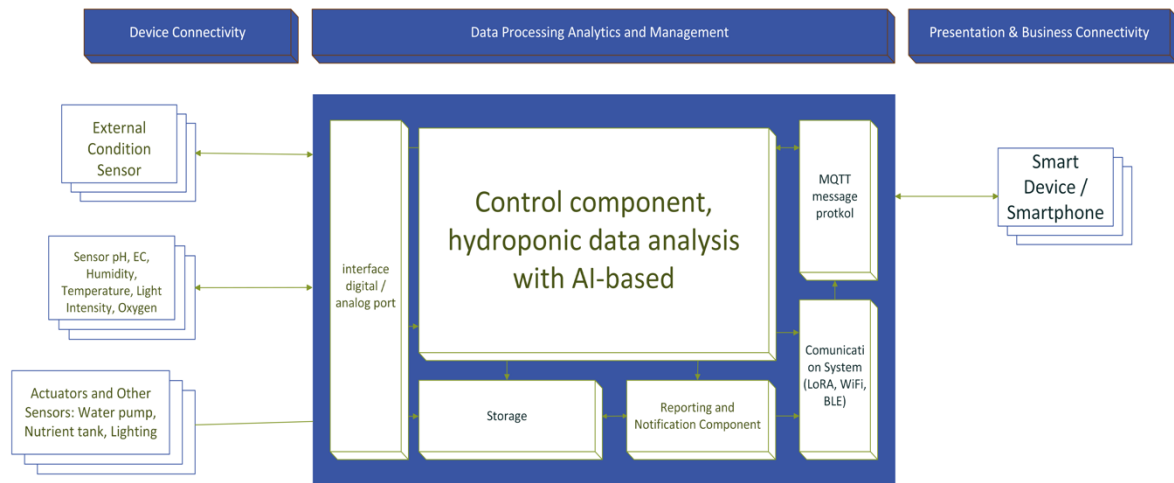 Device Connectivity
Data Processing Analytics and Management
Presentation & Business Connectivity
External
Condition
Sensor
Sensor pH, EC,
Humidity,
Temperature, Light
Intensity, Oxygen
Actuators and Other
Sensors: Water pump,
Nutrient tank, Lighting
interface
digital /
analog port
Control component,
hydroponic data analysis
with AI-based
Storage
Reporting and
Notification Component
MQTT
message
protkol
Comunicati
on System
(LoRA, WiFi,
BLE)
Smart
Device /
Smartphone